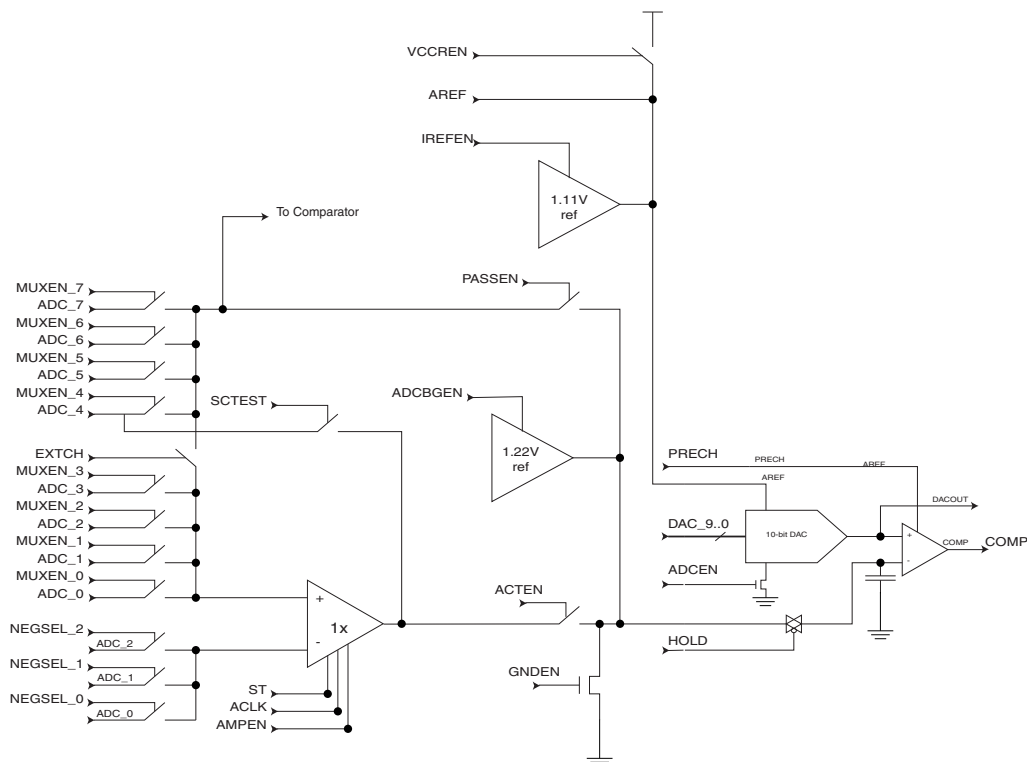 VCCREN
AREF
IREFEN
1.11V
ref
To Comparator
PASSEN
MUXEN_7
ADC_7
MUXEN_6
ADC_6
MUXEN_5
ADC_5
MUXEN_4
ADC_4
SCTEST
ADCBGEN
1.22V
ref
EXTCH
MUXEN_3
ADC_3
MUXEN_2
ADC_2
MUXEN_1
ADC_1
MUXEN_0
ADC_0
PRECH
PRECH
AREF
AREF
DACOUT
DAC_9..0
10-bit DAC
+
-
COMP
COMP
ADCEN
ACTEN
+
-
1x
NEGSEL_2
ADC_2
NEGSEL_1
ADC_1
NEGSEL_0
ADC_0
HOLD
GNDEN
ST
ACLK
AMPEN